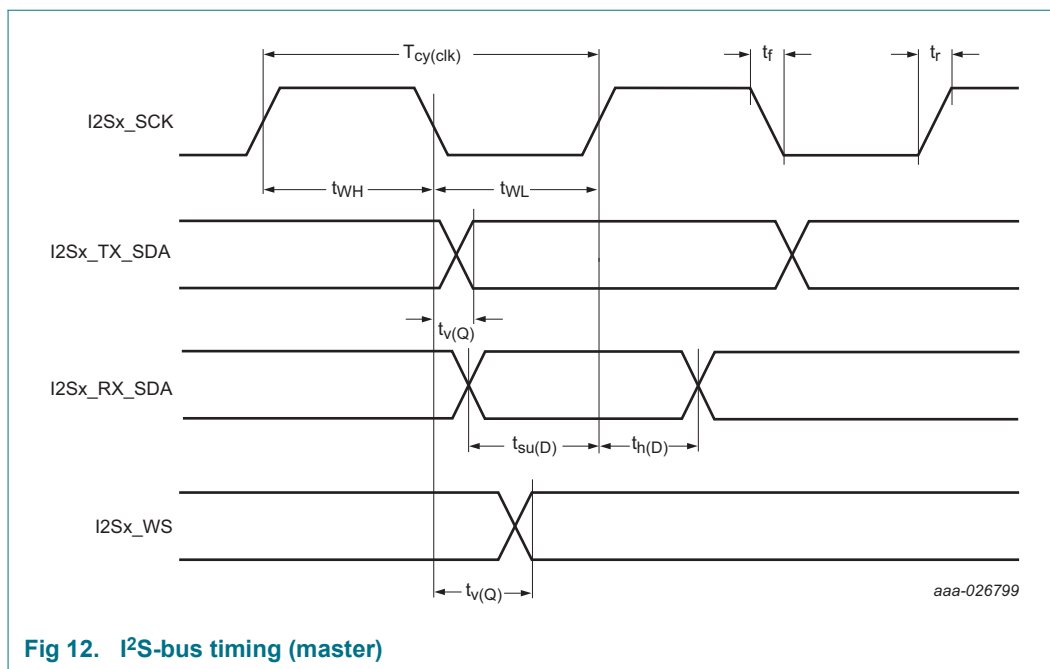 Tcy(clk)
tf
tr
I2Sx_SCK
tWH
tWL
I2Sx_TX_SDA
tv(Q)
I2Sx_RX_SDA
tsu(D)
th(D)
I2Sx_WS
tv(Q)
aaa-026799
Fig 12. I²S-bus timing (master)